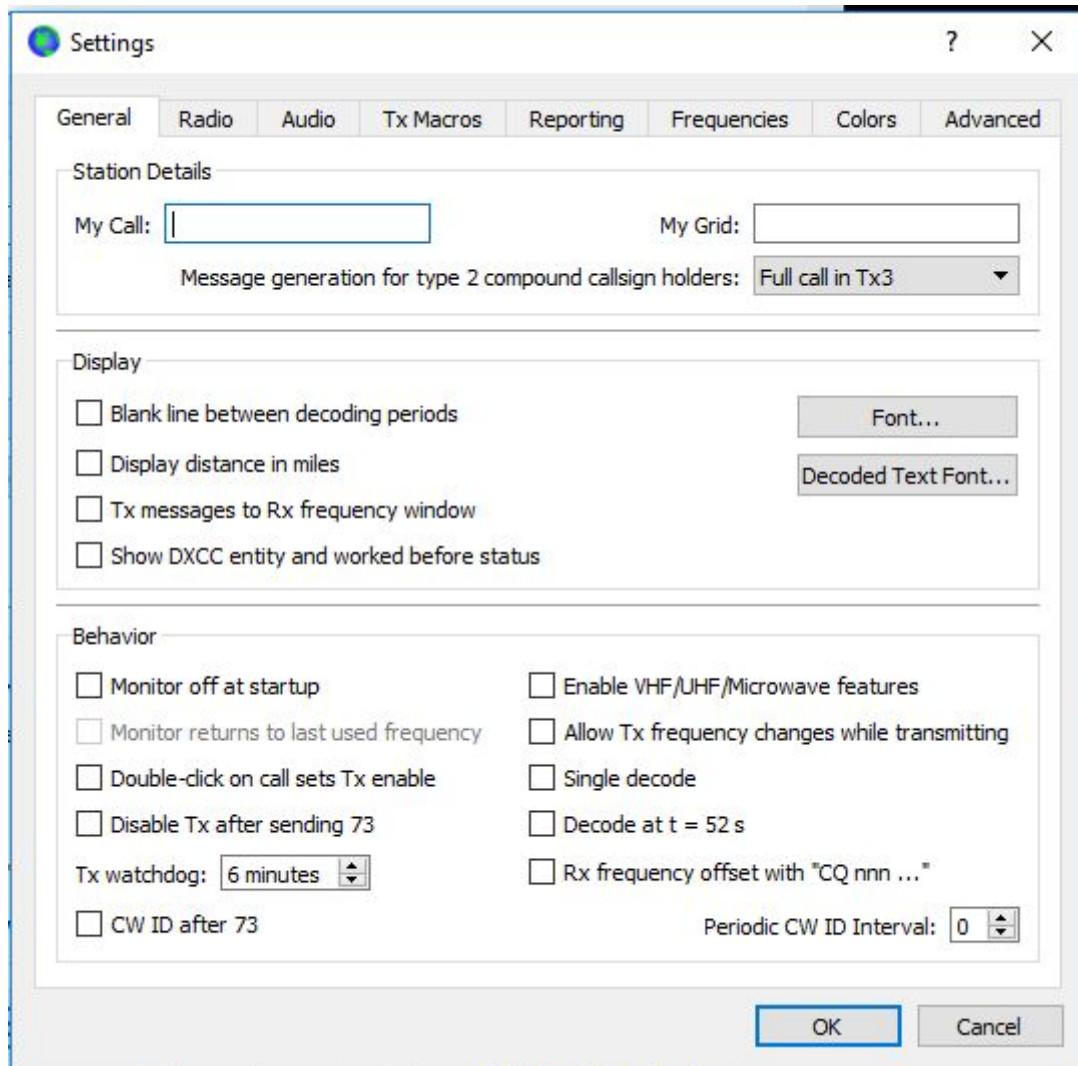 Settings ?
General Radio Audio Tx Macros Reporting Frequencies Colors Advanced
Station Details
My Call: My Grid:
Message generation for type 2 compound callsign holders: Full call in Tx3
Display
Blank line between decoding periods Font...
Display distance in miles Decoded Text Font...
Tx messages to Rx frequency window
Show DXCC entity and worked before status
Behavior
Monitor off at startup Enable VHF/UHF/Microwave features
Monitor returns to last used frequency Allow Tx frequency changes while transmitting
Double-click on call sets Tx enable Single decode
Disable Tx after sending 73 Decode at t = 52 s
Tx watchdog: 6 minutes Rx frequency offset with "CQ nnn ..."
CW ID after 73 Periodic CW ID Interval: 0
OK Cancel